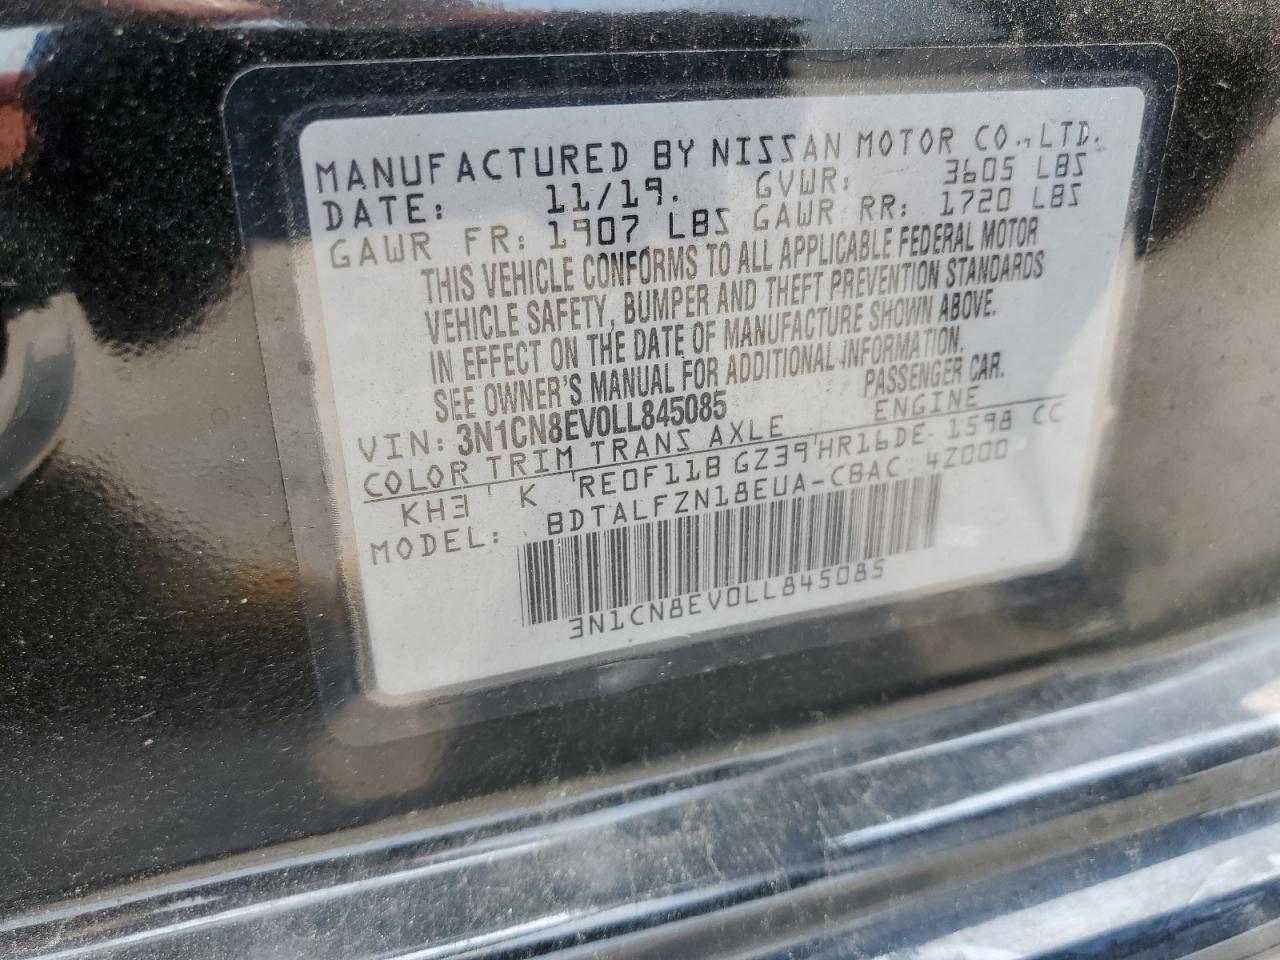 MANUFACTURED BY NISSAN MOTOR CO., LTD.
DATE: 11/19. GVWR: 3605 LBS
GAWR FR: 1907 LBS GAWR RR: 1720 LBS
THIS VEHICLE CONFORMS TO ALL APPLICABLE FEDERAL MOTOR
VEHICLE SAFETY, BUMPER AND THEFT PREVENTION STANDARDS
IN EFFECT ON THE DATE OF MANUFACTURE SHOWN ABOVE.
SEE OWNER'S MANUAL FOR ADDITIONAL INFORMATION.
VIN: 3N1CN8EV0LL845085 PASSENGER CAR.
COLOR TRIM TRANS AXLE ENGINE
KH3 K RE0F11B GZ39 HR16DE 1598 CC
MODEL: BDTALFZN18EUA-CBAC 4Z000
3N1CN8EV0LL845085